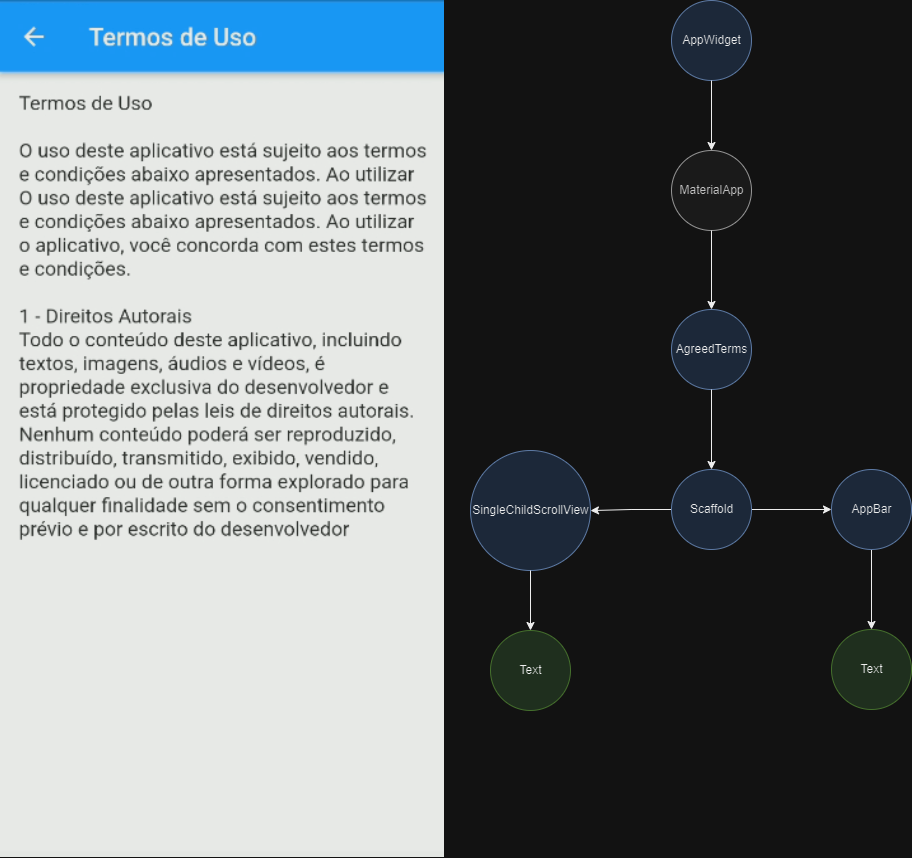 Termos de Uso
Termos de Uso
O uso deste aplicativo está sujeito aos termos
e condições abaixo apresentados. Ao utilizar
O uso deste aplicativo está sujeito aos termos
e condições abaixo apresentados. Ao utilizar
o aplicativo, você concorda com estes termos
e condições.
1 - Direitos Autorais
Todo o conteúdo deste aplicativo, incluindo
textos, imagens, áudios e vídeos, é
propriedade exclusiva do desenvolvedor e
está protegido pelas leis de direitos autorais.
Nenhum conteúdo poderá ser reproduzido,
distribuído, transmitido, exibido, vendido,
licenciado ou de outra forma explorado para
qualquer finalidade sem o consentimento
prévio e por escrito do desenvolvedor
AppWidget
MaterialApp
AgreedTerms
SingleChildScrollView
Scaffold
AppBar
Text
Text